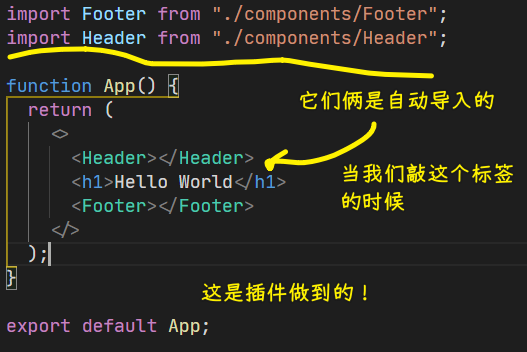 import Footer from "./components/Footer";
import Header from "./components/Header";
function App() {
return (
它们俩是自动导入的
<>
<Header></Header>
<h1>Hello World</h1>
当我们敲这个标签
的时候
<Footer></Footer>
</>
);
}
这是插件做到的！
export default App;